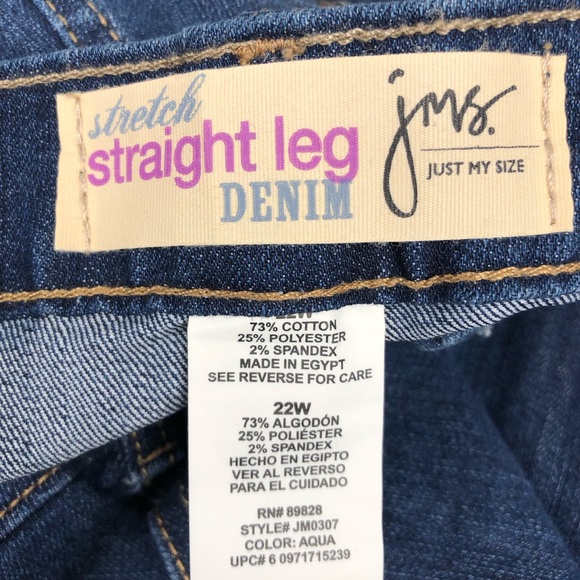 stretch
straight leg
DENIM
jms.
JUST MY SIZE
22W
73% COTTON
25% POLYESTER
2% SPANDEX
MADE IN EGYPT
SEE REVERSE FOR CARE
22W
73% ALGODÓN
25% POLIÉSTER
2% SPANDEX
HECHO EN EGIPTO
VER AL REVERSO
PARA EL CUIDADO
RN# 89828
STYLE# JM0307
COLOR: AQUA
UPC# 6 0971715239